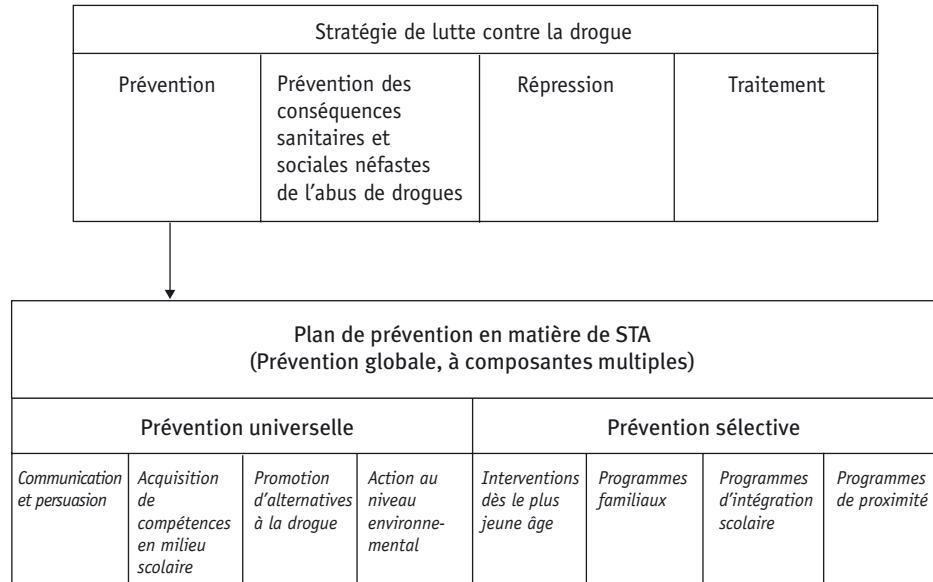 Stratégie de lutte contre la drogue
Prévention
Prévention des
conséquences
sanitaires et
sociales néfastes
de l'abus de drogues
Répression
Traitement
Plan de prévention en matière de STA
(Prévention globale, à composantes multiples)
Prévention universelle
Prévention sélective
Communication
et persuasion
Acquisition
de
compétences
en milieu
scolaire
Promotion
d'alternatives
à la drogue
Action au
niveau
environne-
mental
Interventions
dès le plus
jeune âge
Programmes
familiaux
Programmes
d'intégration
scolaire
Programmes
de proximité